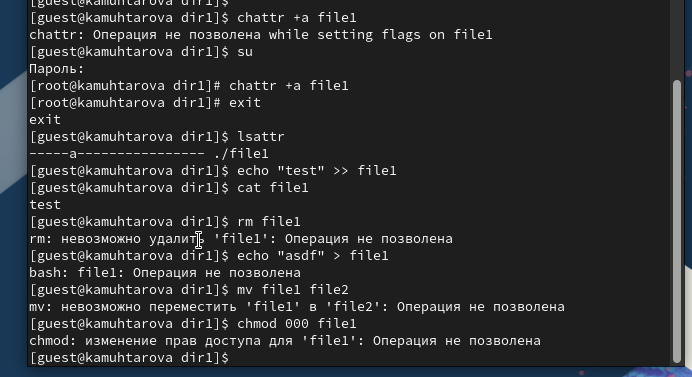 [guest@kamuhtarova dir1]$
[guest@kamuhtarova dir1]$ chattr +a file1
chattr: Операция не позволена while setting flags on file1
[guest@kamuhtarova dir1]$ su
Пароль:
[root@kamuhtarova dir1]# chattr +a file1
[root@kamuhtarova dir1]# exit
exit
[guest@kamuhtarova dir1]$ lsattr
-----a---------------- ./file1
[guest@kamuhtarova dir1]$ echo "test" >> file1
[guest@kamuhtarova dir1]$ cat file1
test
[guest@kamuhtarova dir1]$ rm file1
rm: невозможно удалить 'file1': Операция не позволена
[guest@kamuhtarova dir1]$ echo "asdf" > file1
bash: file1: Операция не позволена
[guest@kamuhtarova dir1]$ mv file1 file2
mv: невозможно переместить 'file1' в 'file2': Операция не позволена
[guest@kamuhtarova dir1]$ chmod 000 file1
chmod: изменение прав доступа для 'file1': Операция не позволена
[guest@kamuhtarova dir1]$